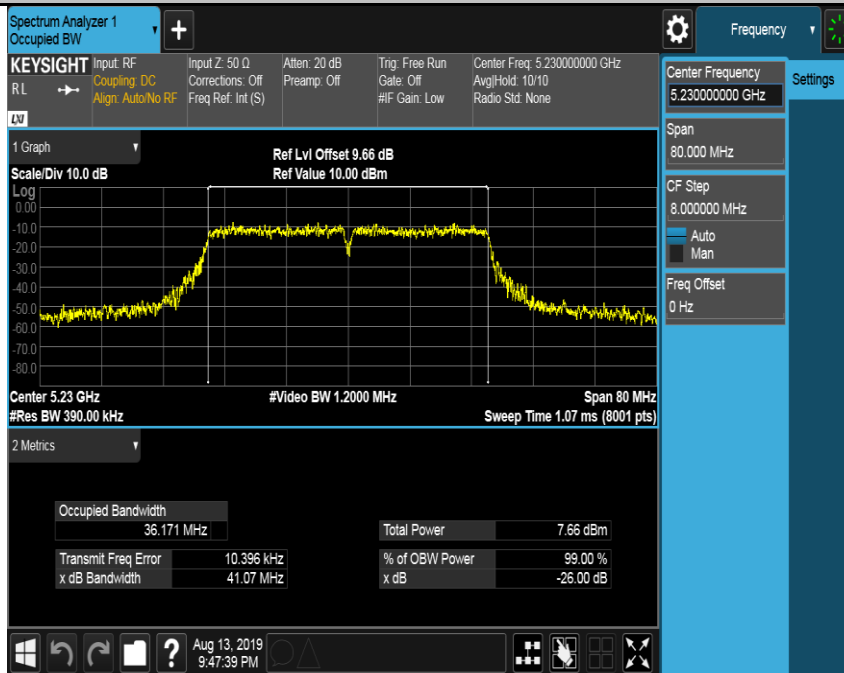 Spectrum Analyzer 1
Occupied BW
+
Frequency
KEYSIGHT
RL
LXI
Input: RF
Coupling: DC
Align: Auto/No RF
Input Z: 50 Ω
Corrections: Off
Freq Ref: Int (S)
Atten: 20 dB
Preamp: Off
Trig: Free Run
Gate: Off
#IF Gain: Low
Center Freq: 5.230000000 GHz
Avg|Hold: 10/10
Radio Std: None
Center Frequency
5.230000000 GHz
Settings
Span
80.000 MHz
CF Step
8.000000 MHz
Auto
Man
Freq Offset
0 Hz
1 Graph
Scale/Div 10.0 dB
Ref Lvl Offset 9.66 dB
Ref Value 10.00 dBm
Log
0.00
-10.0
-20.0
-30.0
-40.0
-50.0
-60.0
-70.0
-80.0
Center 5.23 GHz
#Video BW 1.2000 MHz
Span 80 MHz
#Res BW 390.00 kHz
Sweep Time 1.07 ms (8001 pts)
2 Metrics
Occupied Bandwidth
36.171 MHz
Total Power 7.66 dBm
Transmit Freq Error 10.396 kHz
% of OBW Power 99.00 %
x dB Bandwidth 41.07 MHz
x dB -26.00 dB
?
Aug 13, 2019
9:47:39 PM